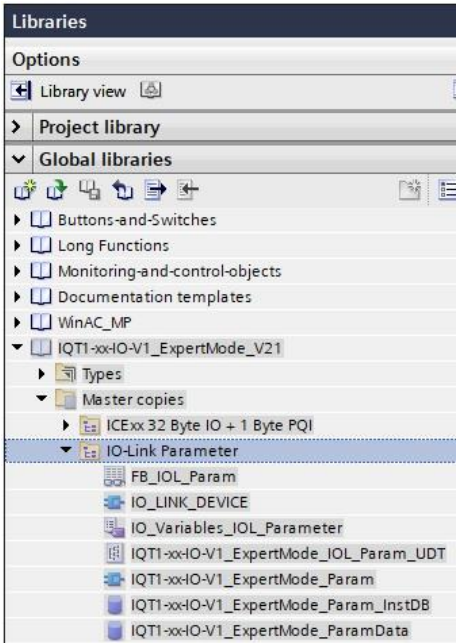 Libraries
Options
Library view
Project library
Global libraries
Buttons-and-Switches
Long Functions
Monitoring-and-control-objects
Documentation templates
WinAC_MP
IQT1-xx-IO-V1_ExpertMode_V21
Types
Master copies
ICExx 32 Byte IO + 1 Byte PQI
IO-Link Parameter
FB_IOL_Param
IO_LINK_DEVICE
IO_Variables_IOL_Parameter
IQT1-xx-IO-V1_ExpertMode_IOL_Param_UDT
IQT1-xx-IO-V1_ExpertMode_Param
IQT1-xx-IO-V1_ExpertMode_Param_InstDB
IQT1-xx-IO-V1_ExpertMode_ParamData